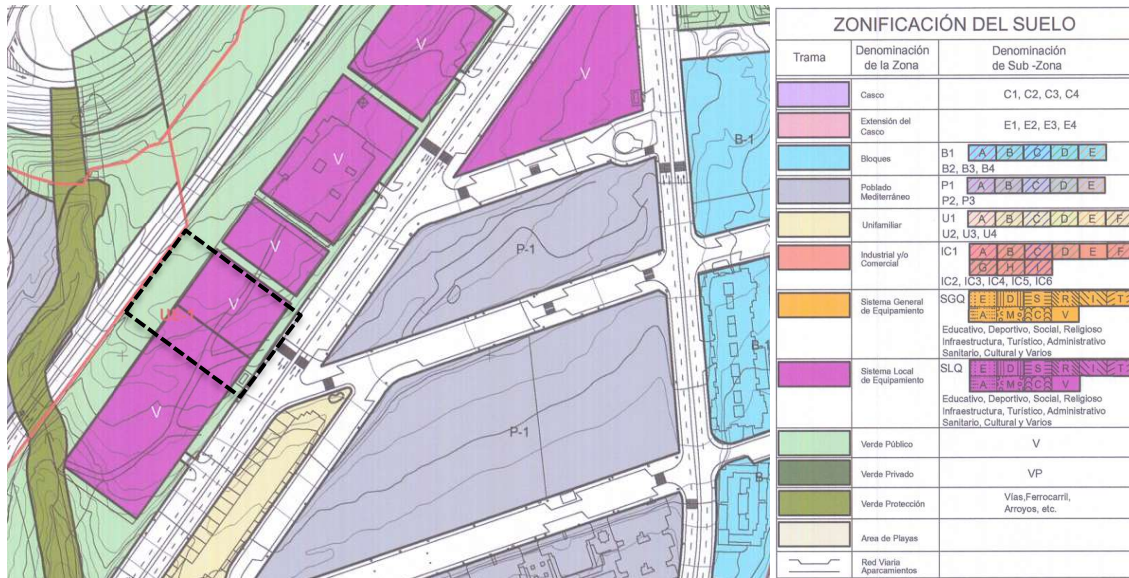 V
V
V
V
V
V
B-1
P-1
B-1
P-1
ZONIFICACIÓN DEL SUELO
Trama
Denominación
de la Zona
Denominación
de Sub -Zona
Casco
C1, C2, C3, C4
Extensión del
Casco
E1, E2, E3, E4
Bloques
B1 A B C D E
B2, B3, B4
Poblado
Mediterráneo
P1 A B C D E
P2, P3
Unifamiliar
U1 A B C D E F
U2, U3, U4
Industrial y/o
Comercial
IC1 A B C D E F
G H
IC2, IC3, IC4, IC5, IC6
Sistema General
de Equipamiento
SGQ E D S R I T
A M C V
Educativo, Deportivo, Social, Religioso
Infraestructura, Turístico, Administrativo
Sanitario, Cultural y Varios
Sistema Local
de Equipamiento
SLQ E D S R I T
A M C V
Educativo, Deportivo, Social, Religioso
Infraestructura, Turístico, Administrativo
Sanitario, Cultural y Varios
Verde Público
V
Verde Privado
VP
Verde Protección
Vías,Ferrocarril,
Arroyos, etc.
Area de Playas
Red Viaria
Aparcamientos